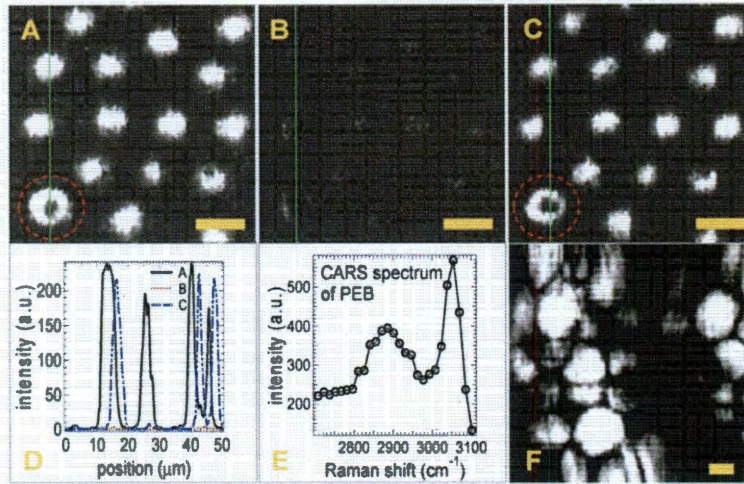 A
B
C
A
B
C
200
150
100
50
0
intensity (a.u.)
0 10 20 30 40 50
position (μm)
D
CARS spectrum
of PEB
500
400
300
200
intensity (a.u.)
2800 2900 3000 3100
Raman shift (cm⁻¹)
E
F